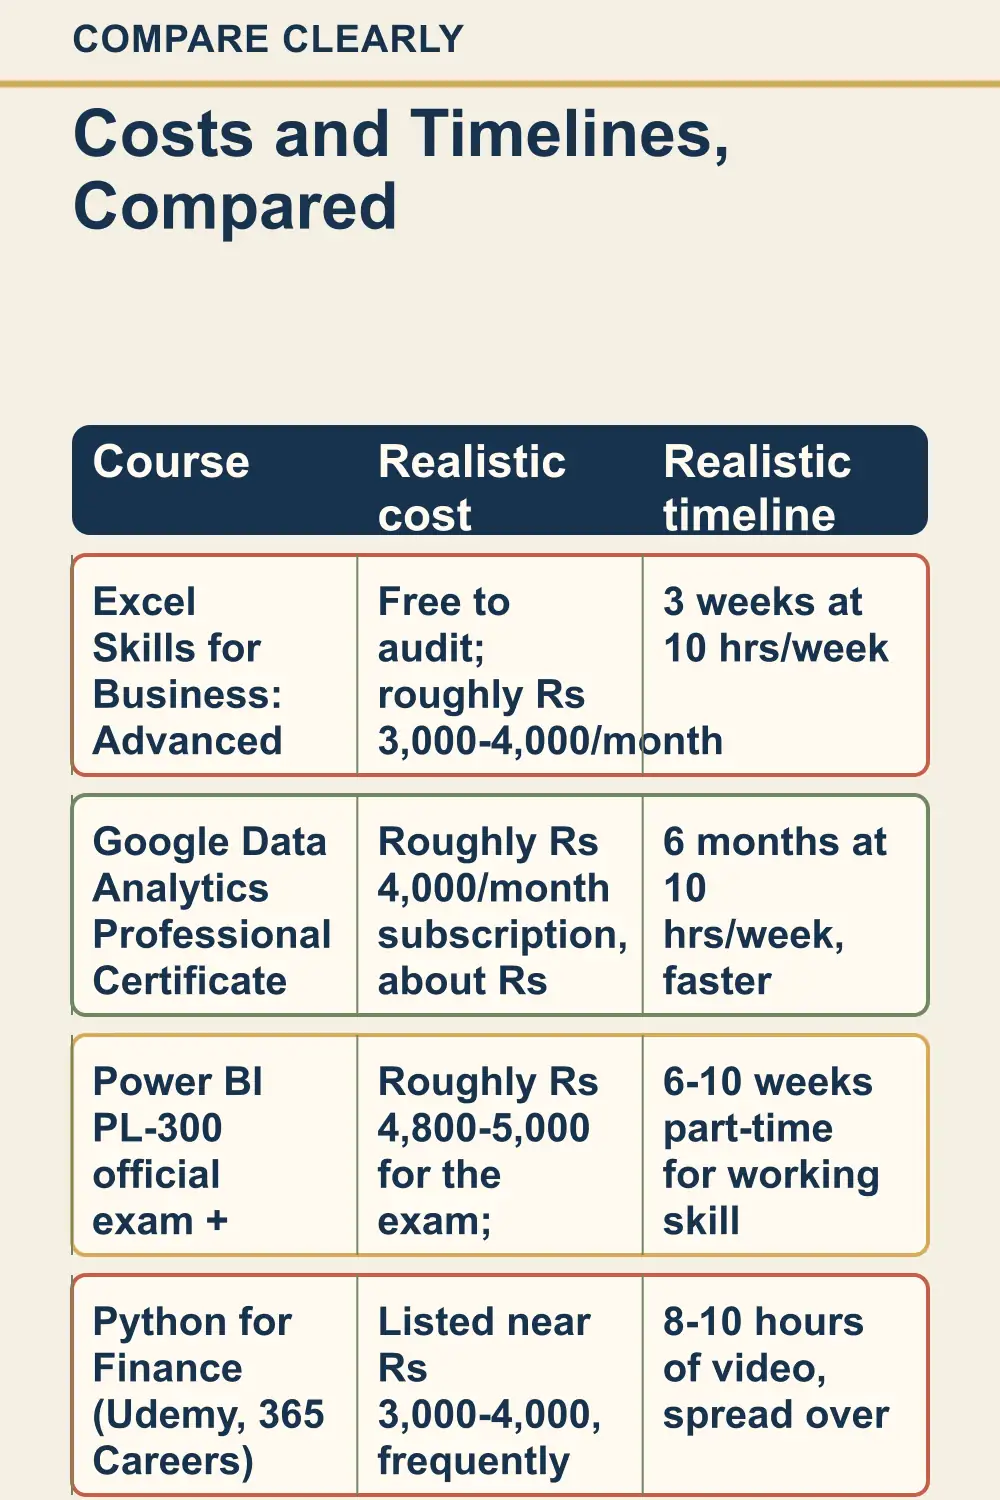 COMPARE CLEARLY
Costs and Timelines,
Compared
Course
Realistic
cost
Realistic
timeline
Excel
Skills for
Business:
Advanced
Free to
audit;
roughly Rs
3,000-4,000/month
3 weeks at
10 hrs/week
Google Data
Analytics
Professional
Certificate
Roughly Rs
4,000/month
subscription,
about Rs
6 months at
10
hrs/week,
faster
Power BI
PL-300
official
exam +
Roughly Rs
4,800-5,000
for the
exam;
6-10 weeks
part-time
for working
skill
Python for
Finance
(Udemy, 365
Careers)
Listed near
Rs
3,000-4,000,
frequently
8-10 hours
of video,
spread over